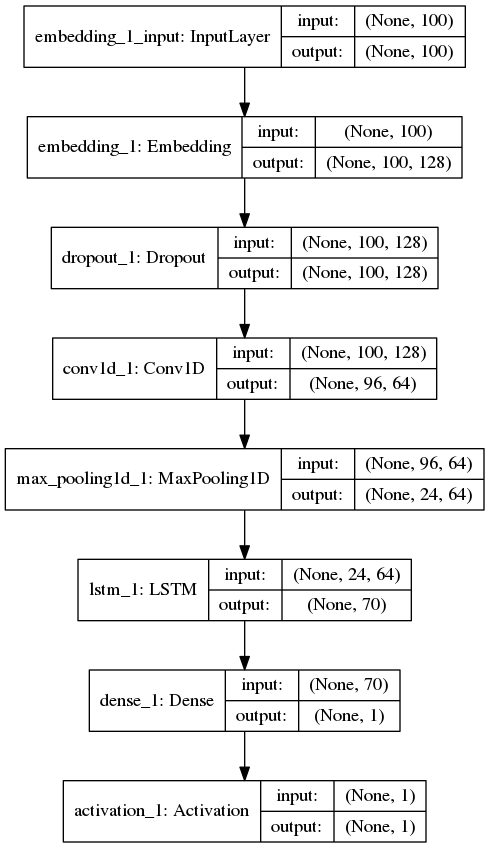 embedding_1_input: InputLayer
input: (None, 100)
output: (None, 100)
embedding_1: Embedding
input: (None, 100)
output: (None, 100, 128)
dropout_1: Dropout
input: (None, 100, 128)
output: (None, 100, 128)
conv1d_1: Conv1D
input: (None, 100, 128)
output: (None, 96, 64)
max_pooling1d_1: MaxPooling1D
input: (None, 96, 64)
output: (None, 24, 64)
lstm_1: LSTM
input: (None, 24, 64)
output: (None, 70)
dense_1: Dense
input: (None, 70)
output: (None, 1)
activation_1: Activation
input: (None, 1)
output: (None, 1)